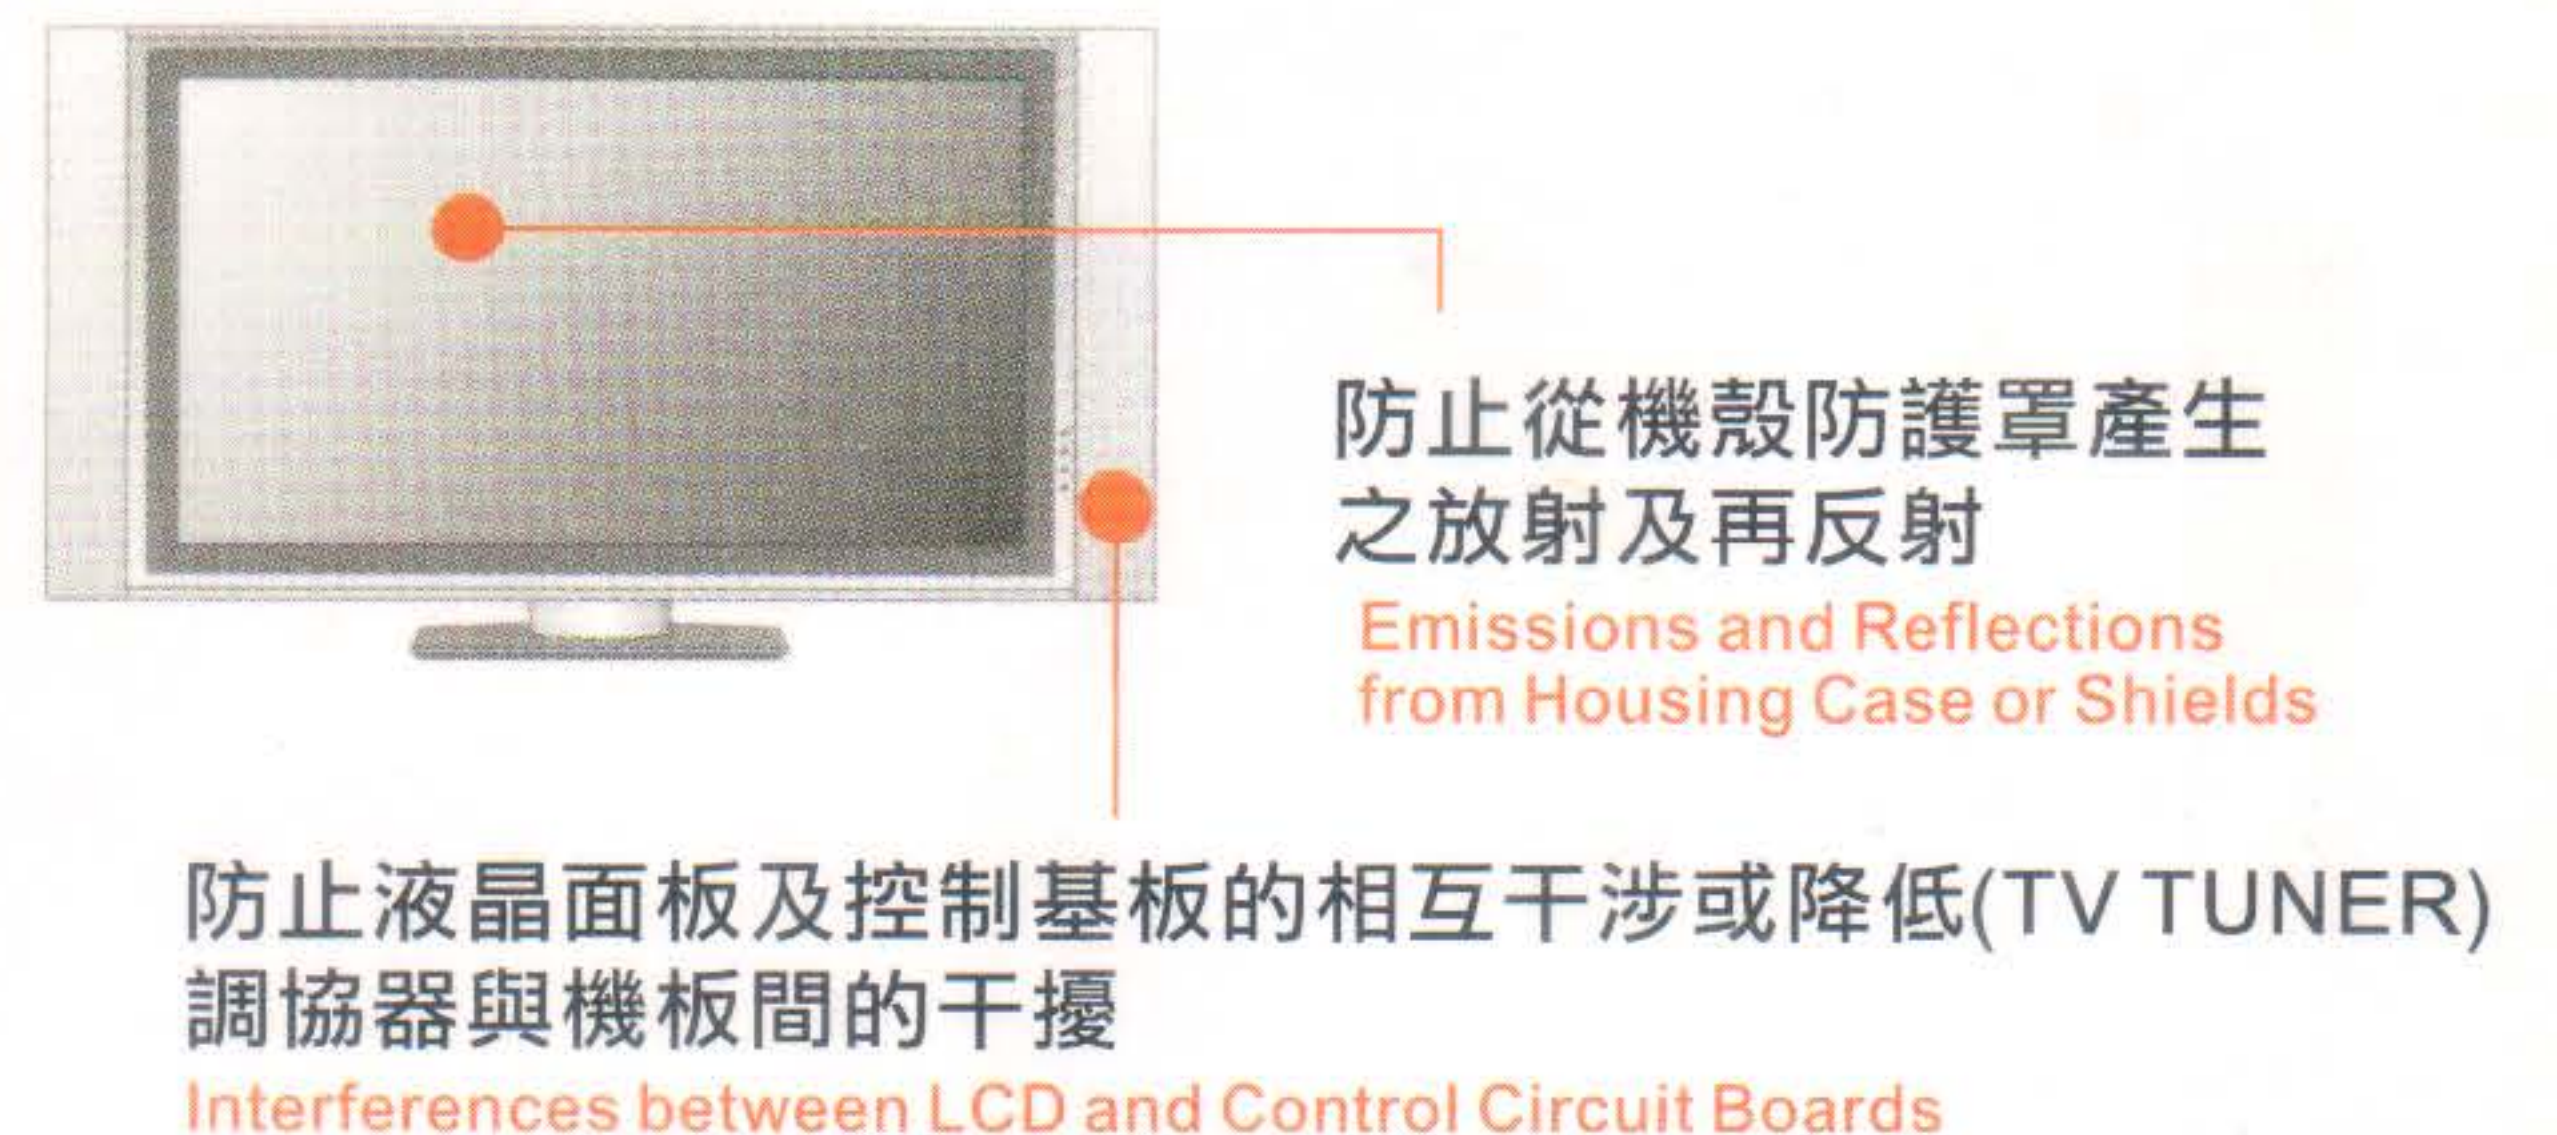 防止從機殼防護罩產生
之放射及再反射
Emissions and Reflections
from Housing Case or Shields
防止液晶面板及控制基板的相互干涉或降低(TV TUNER)
調協器與機板間的干擾
Interferences between LCD and Control Circuit Boards